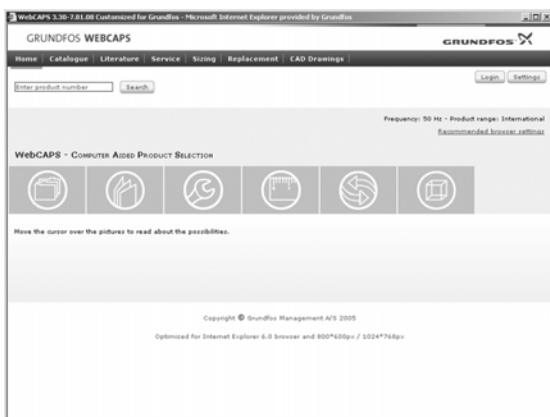 WebCAPS 3.30-7.01.08 Customized for Grundfos - Microsoft Internet Explorer provided by Grundfos
GRUNDFOS WEBCAPS
GRUNDFOS
Home | Catalogue | Literature | Service | Sizing | Replacement | CAD Drawings
Login Settings
Enter product number Search
Frequency: 50 Hz - Product range: International
Recommended browser settings
WebCAPS - Computer Aided Product Selection
Move the cursor over the pictures to read about the possibilities.
Copyright © Grundfos Management A/S 2005
Optimized for Internet Explorer 6.0 browser and 800*600px / 1024*768px